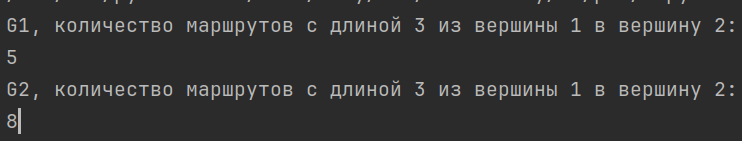 G1, количество маршрутов с длиной 3 из вершины 1 в вершину 2:
5
G2, количество маршрутов с длиной 3 из вершины 1 в вершину 2:
8